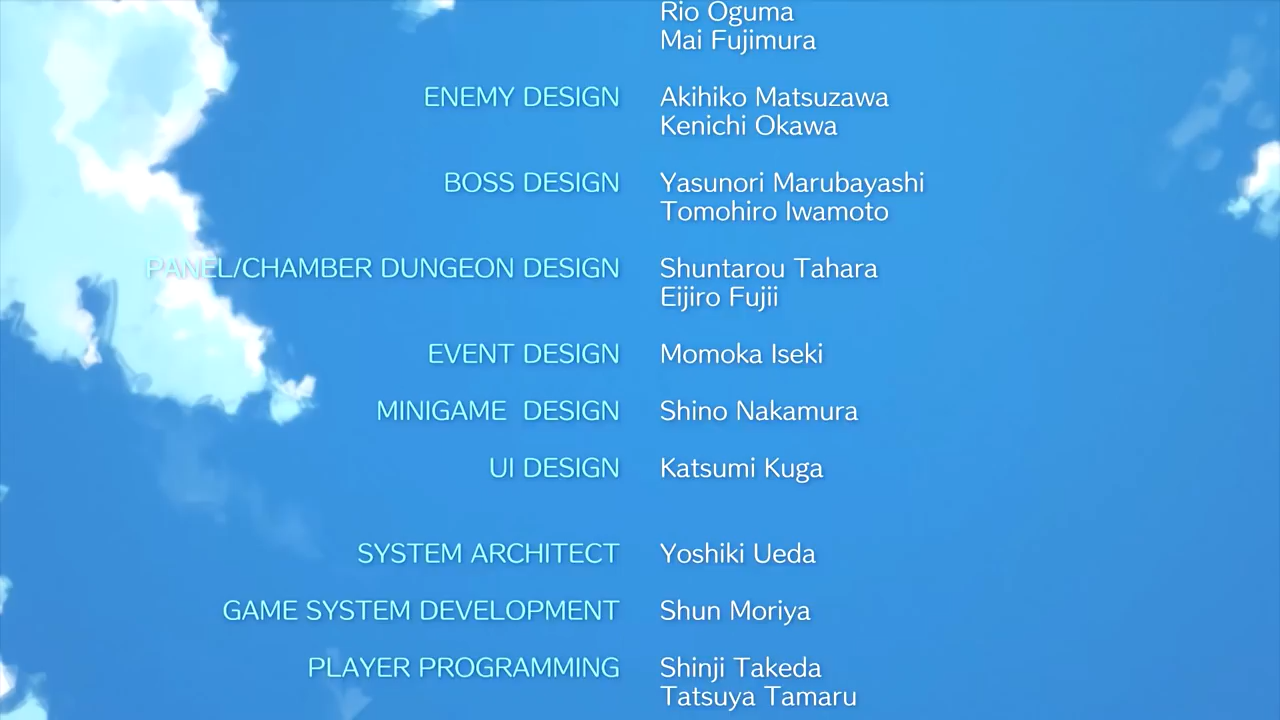 Rio Oguma
Mai Fujimura
ENEMY DESIGN Akihiko Matsuzawa
Kenichi Okawa
BOSS DESIGN Yasunori Marubayashi
Tomohiro Iwamoto
PANEL/CHAMBER DUNGEON DESIGN Shuntarou Tahara
Eijiro Fujii
EVENT DESIGN Momoka Iseki
MINIGAME DESIGN Shino Nakamura
UI DESIGN Katsumi Kuga
SYSTEM ARCHITECT Yoshiki Ueda
GAME SYSTEM DEVELOPMENT Shun Moriya
PLAYER PROGRAMMING Shinji Takeda
Tatsuya Tamaru